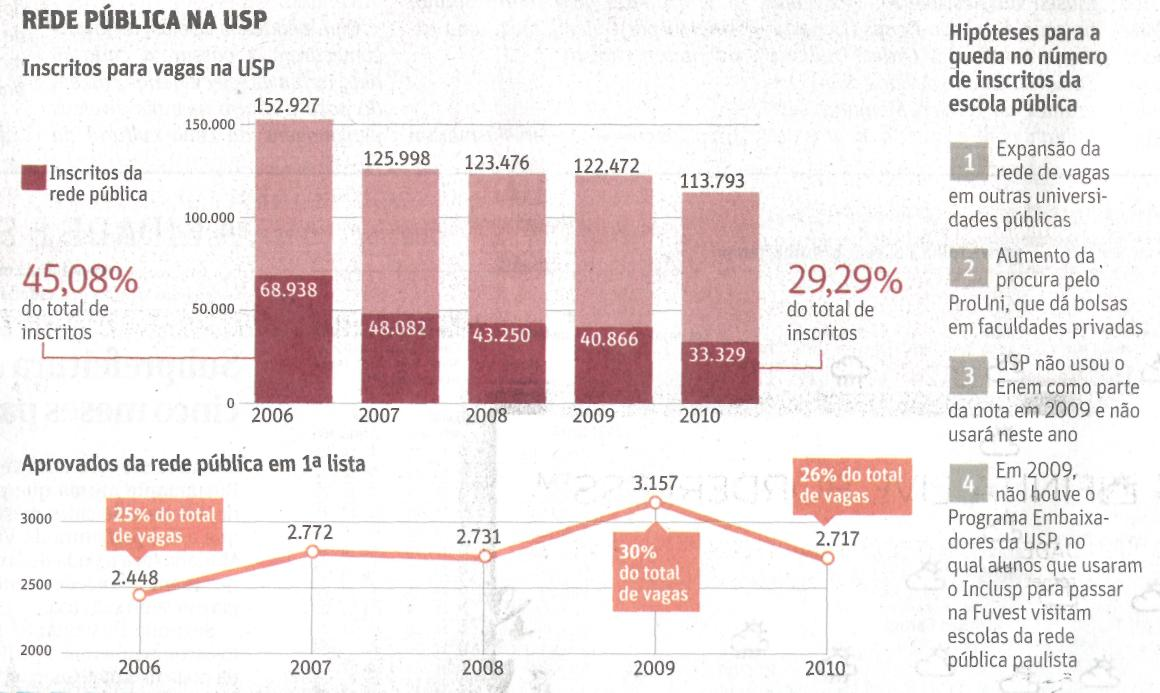 REDE PÚBLICA NA USP
Inscritos para vagas na USP
152.927
150.000
125.998
123.476
122.472
113.793
Inscritos da
rede pública
100.000
45,08%
do total de
inscritos
68.938
50.000
48.082
43.250
40.866
33.329
29,29%
do total de
inscritos
0
2006
2007
2008
2009
2010
Aprovados da rede pública em 1ª lista
3000
2500
2000
25% do total
de vagas
2.448
2.772
2.731
3.157
30%
do total
de vagas
26% do total
de vagas
2.717
2006
2007
2008
2009
2010
Hipóteses para a
queda no número
de inscritos da
escola pública
1 Expansão da
rede de vagas
em outras universi-
dades públicas
2 Aumento da
procura pelo
ProUni, que dá bolsas
em faculdades privadas
3 USP não usou o
Enem como parte
da nota em 2009 e não
usará neste ano
4 Em 2009,
não houve o
Programa Embaixa-
dores da USP, no
qual alunos que usaram
o Inclusp para passar
na Fuvest visitam
escolas da rede
pública paulista